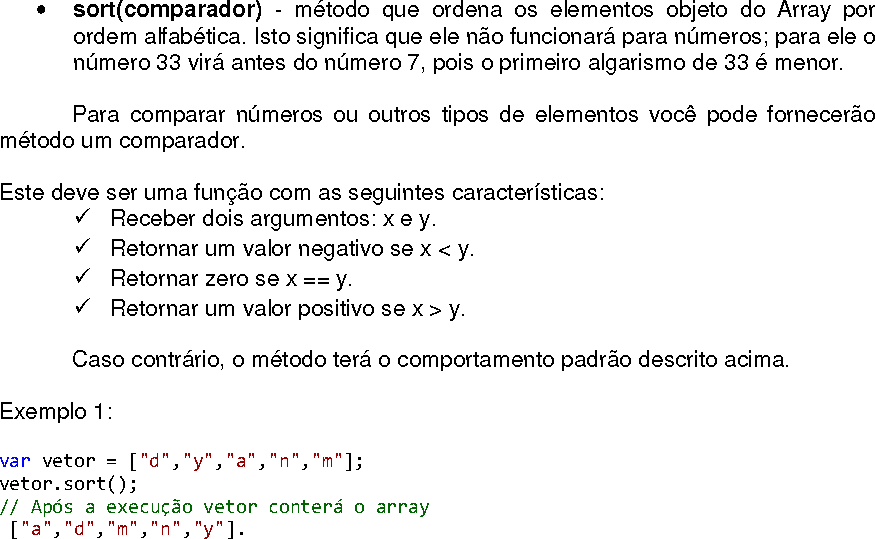 • sort(comparador) - método que ordena os elementos objeto do Array por
ordem alfabética. Isto significa que ele não funcionará para números; para ele o
número 33 virá antes do número 7, pois o primeiro algarismo de 33 é menor.
Para comparar números ou outros tipos de elementos você pode fornecerão
método um comparador.
Este deve ser uma função com as seguintes características:
✓ Receber dois argumentos: x e y.
✓ Retornar um valor negativo se x < y.
✓ Retornar zero se x == y.
✓ Retornar um valor positivo se x > y.
Caso contrário, o método terá o comportamento padrão descrito acima.
Exemplo 1:
var vetor = ["d","y","a","n","m"];
vetor.sort();
// Após a execução vetor conterá o array
["a","d","m","n","y"].